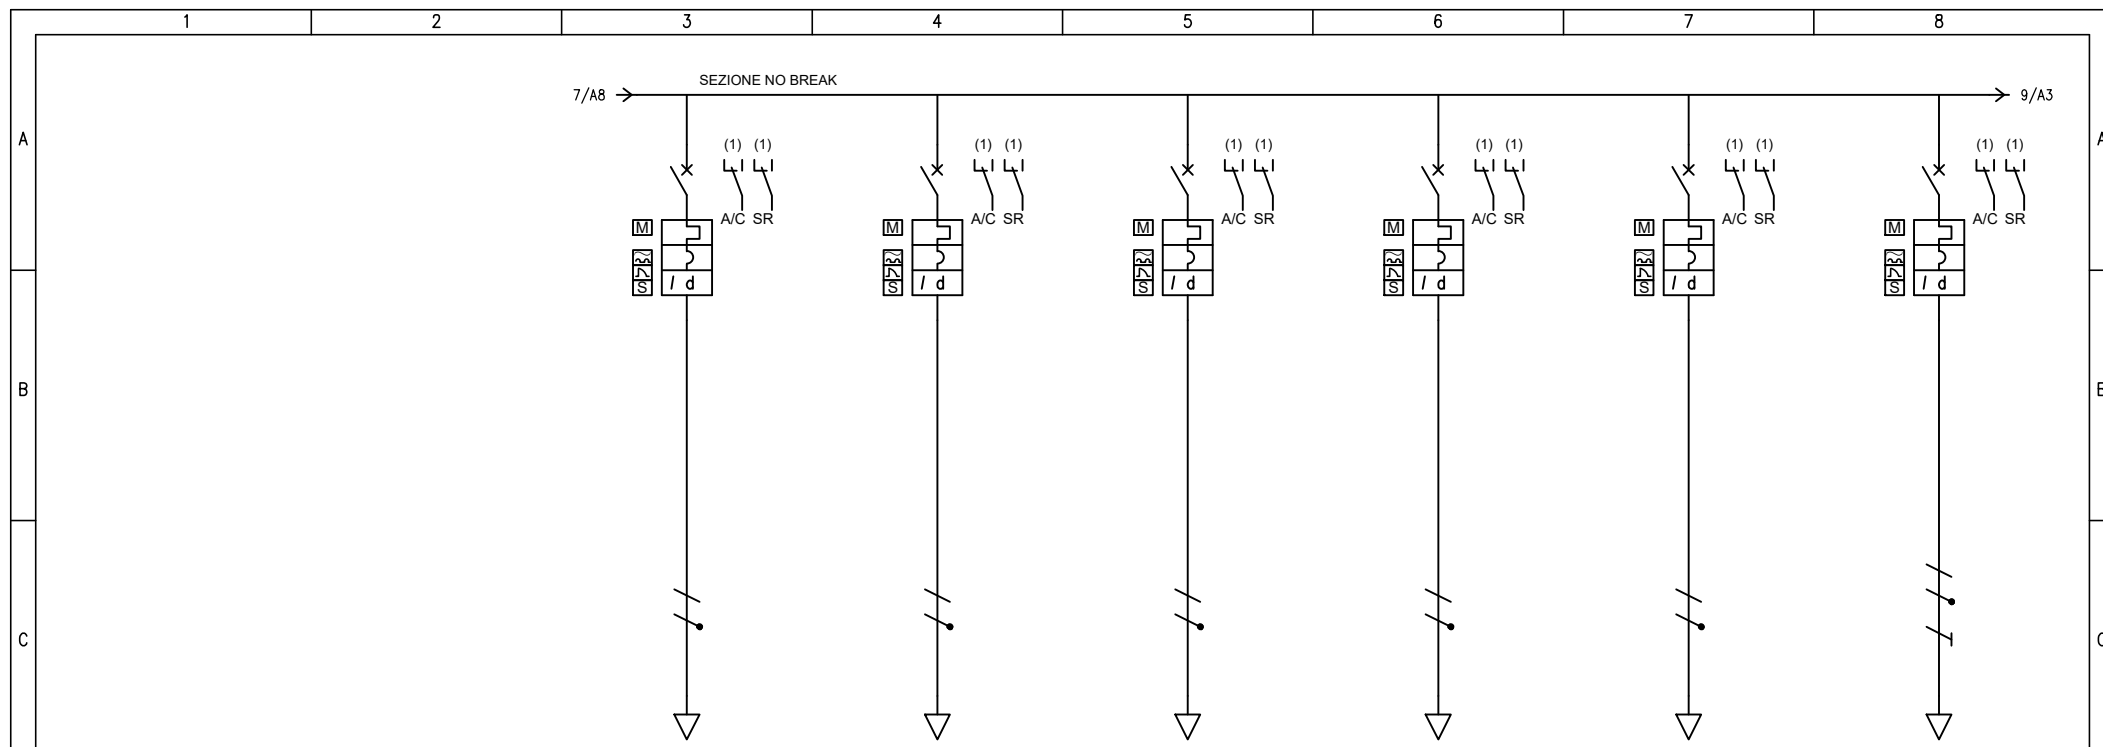 1 2 3 4 5 6 7 8
SEZIONE NO BREAK
7/A8 9/A3
A A
(1) (1) (1) (1) (1) (1) (1) (1) (1) (1) (1) (1)
A/C SR A/C SR A/C SR A/C SR A/C SR A/C SR
M M M M M M
I d I d I d I d I d I d
S S S S S S
B B
C C